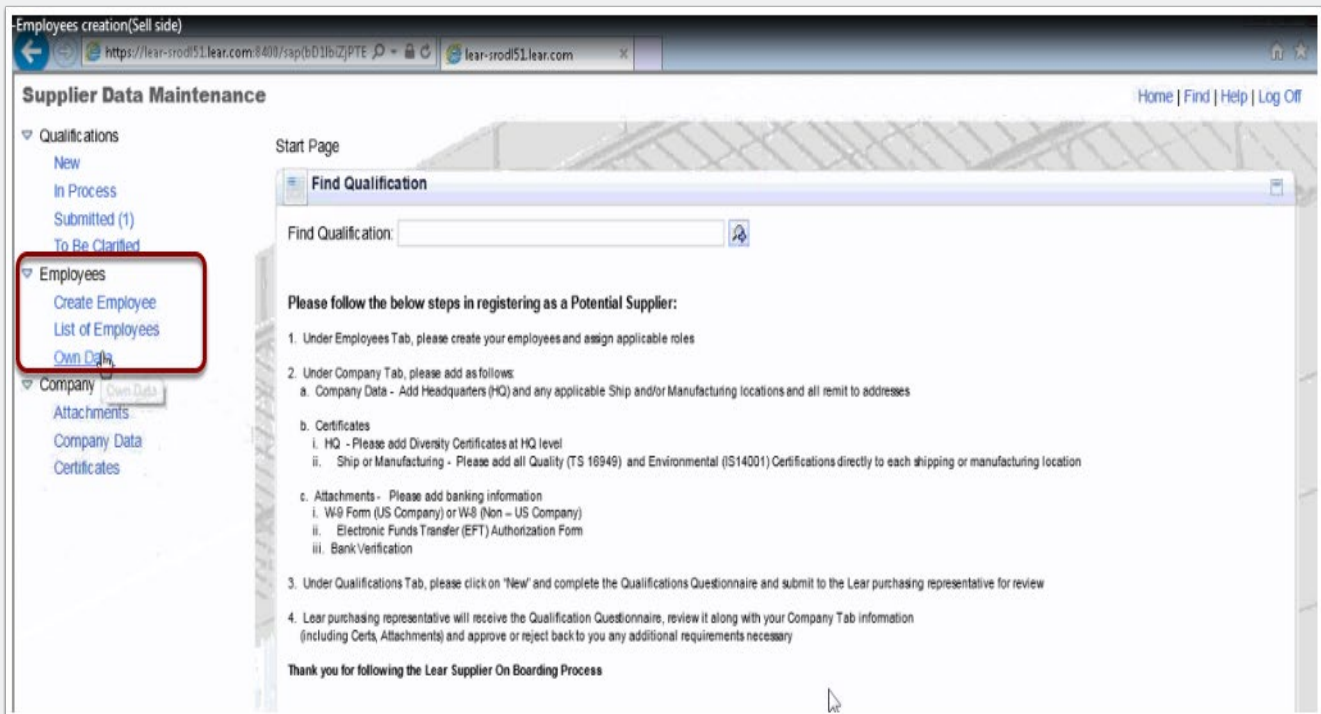 Employees creation(Sell side)
https://lear-srodl51.lear.com:8400/sap(bD1lbiZjPTE
lear-srodl51.lear.com
Supplier Data Maintenance
Home | Find | Help | Log Off
Qualifications
New
In Process
Submitted (1)
To Be Clarified
Employees
Create Employee
List of Employees
Own Data
Company
Own Data
Attachments
Company Data
Certificates
Start Page
Find Qualification
Find Qualification:
Please follow the below steps in registering as a Potential Supplier:
1. Under Employees Tab, please create your employees and assign applicable roles
2. Under Company Tab, please add as follows:
a. Company Data - Add Headquarters (HQ) and any applicable Ship and/or Manufacturing locations and all remit to addresses
b. Certificates
i. HQ - Please add Diversity Certificates at HQ level
ii. Ship or Manufacturing - Please add all Quality (TS 16949) and Environmental (IS14001) Certifications directly to each shipping or manufacturing location
c. Attachments - Please add banking information
i. W-9 Form (US Company) or W-8 (Non – US Company)
ii. Electronic Funds Transfer (EFT) Authorization Form
iii. Bank Verification
3. Under Qualifications Tab, please click on "New" and complete the Qualifications Questionnaire and submit to the Lear purchasing representative for review
4. Lear purchasing representative will receive the Qualification Questionnaire, review it along with your Company Tab information
(including Certs, Attachments) and approve or reject back to you any additional requirements necessary
Thank you for following the Lear Supplier On Boarding Process